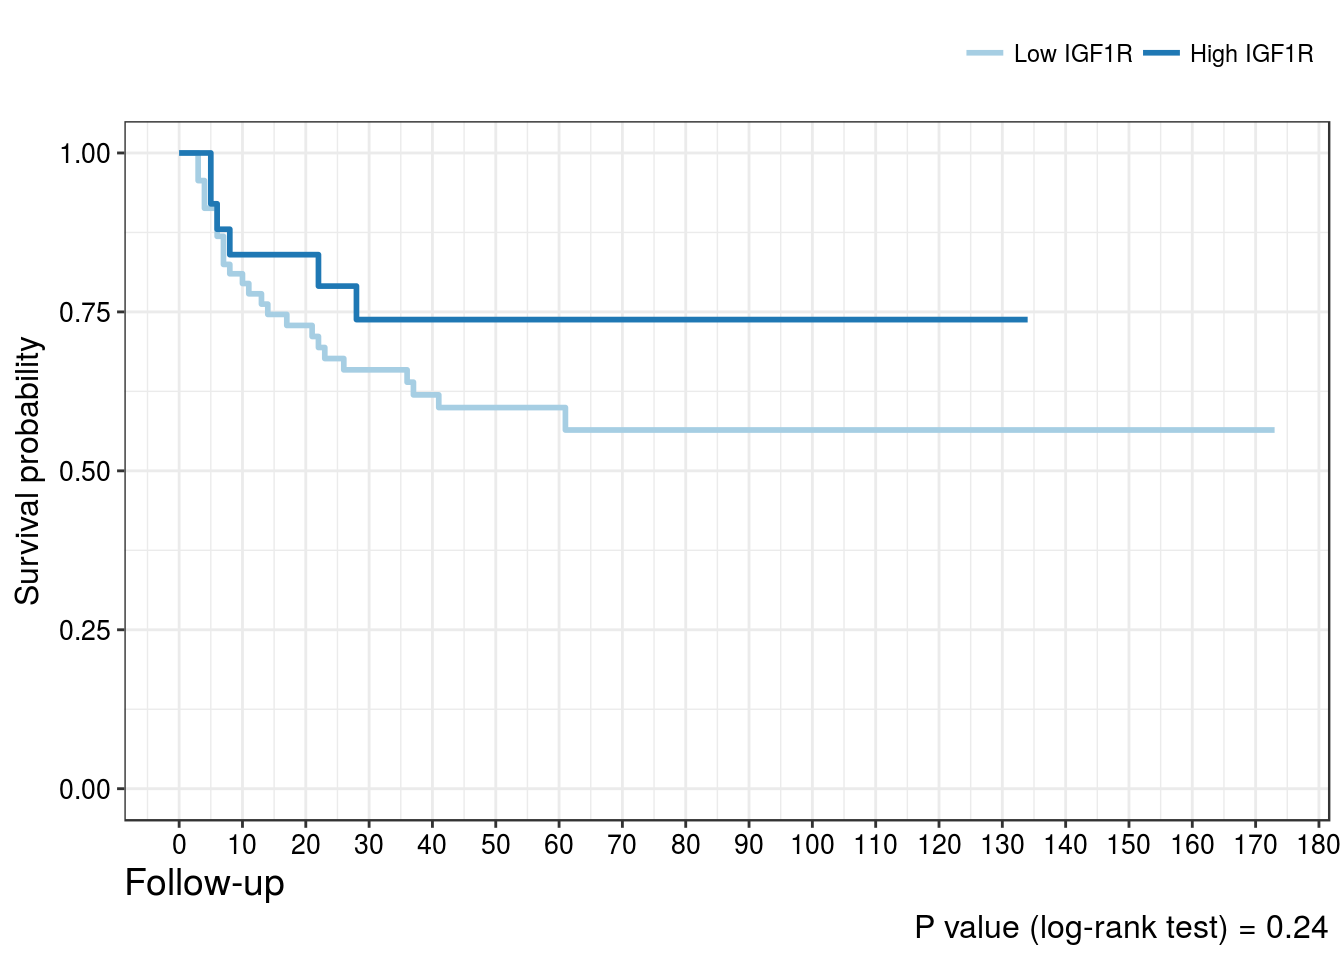 Low IGF1R High IGF1R
1.00
0.75
0.50
0.25
0.00
Survival probability
0 10 20 30 40 50 60 70 80 90 100 110 120 130 140 150 160 170 180
Follow-up
P value (log-rank test) = 0.24